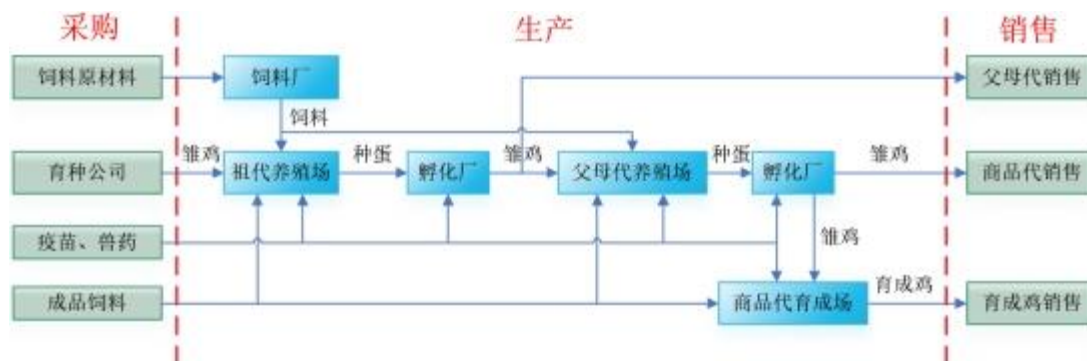 采购
生产
销售
饲料原材料
饲料厂
父母代销售
饲料
雏鸡
种蛋
雏鸡
种蛋
雏鸡
育种公司
祖代养殖场
孵化厂
父母代养殖场
孵化厂
商品代销售
疫苗、兽药
雏鸡
育成鸡
成品饲料
商品代育成场
育成鸡销售